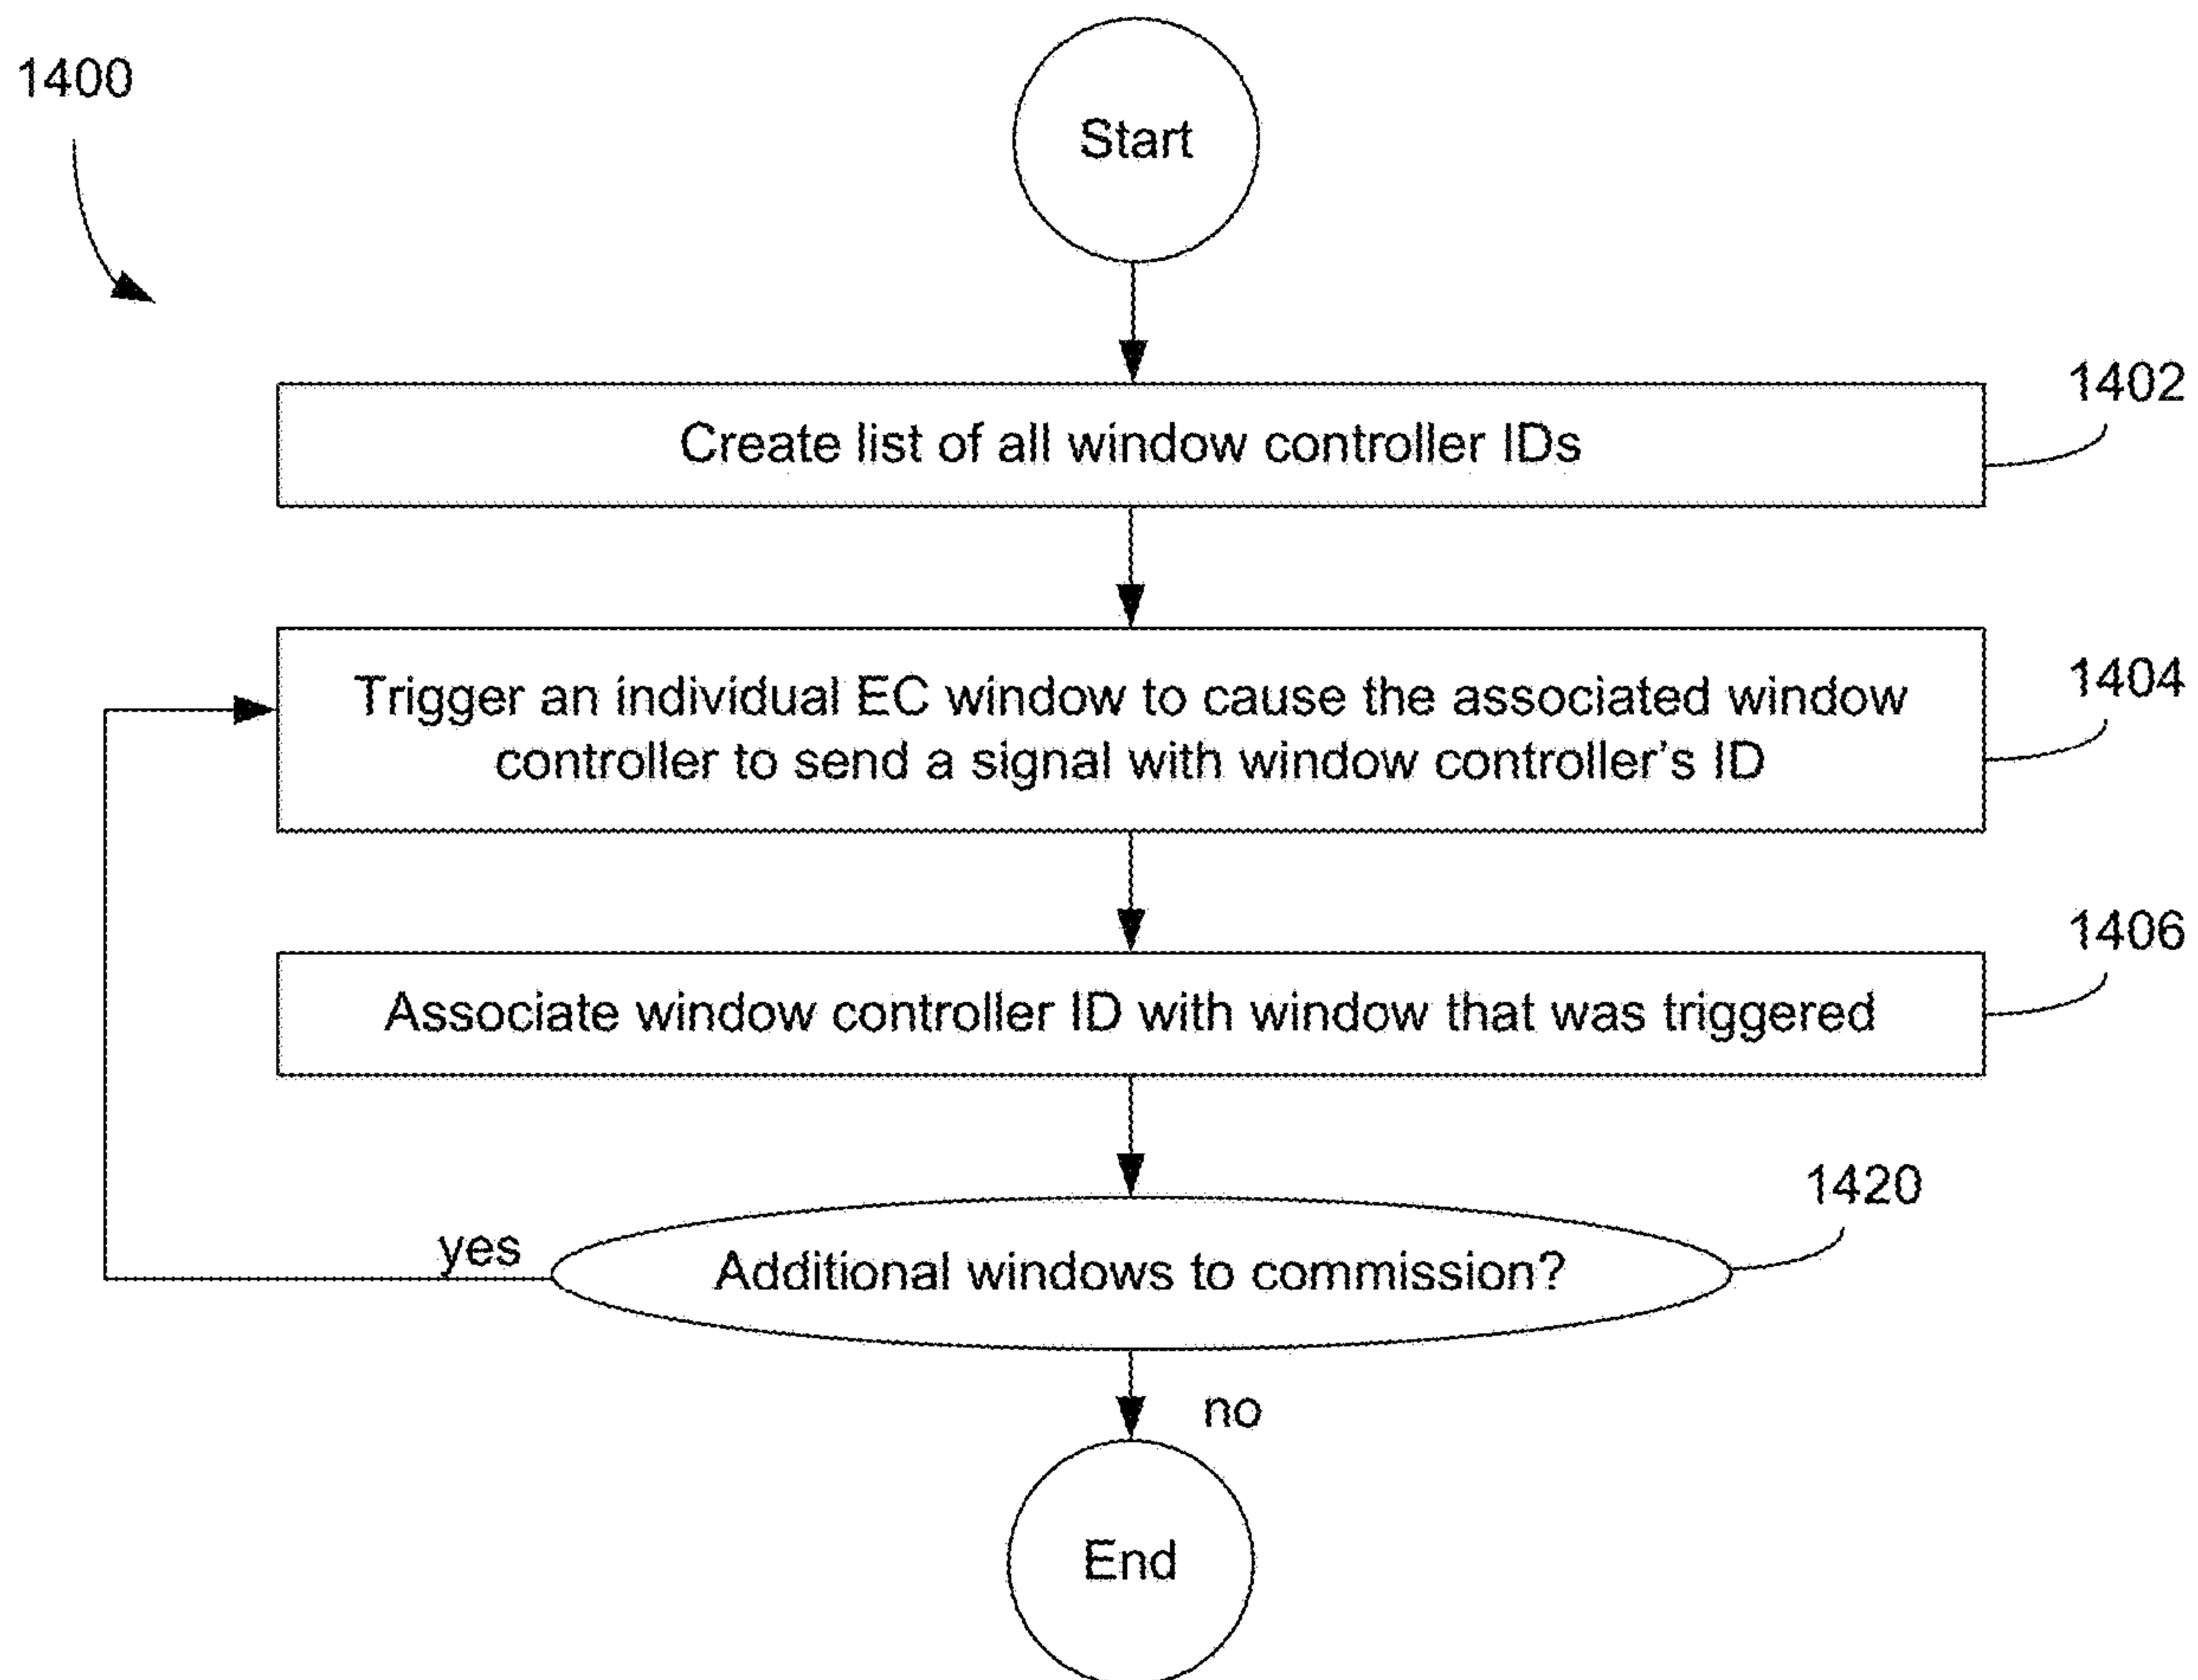 1400
Start
1402
Create list of all window controller IDs
1404
Trigger an individual EC window to cause the associated window
controller to send a signal with window controller's ID
1406
Associate window controller ID with window that was triggered
1420
yes
Additional windows to commission?
no
End